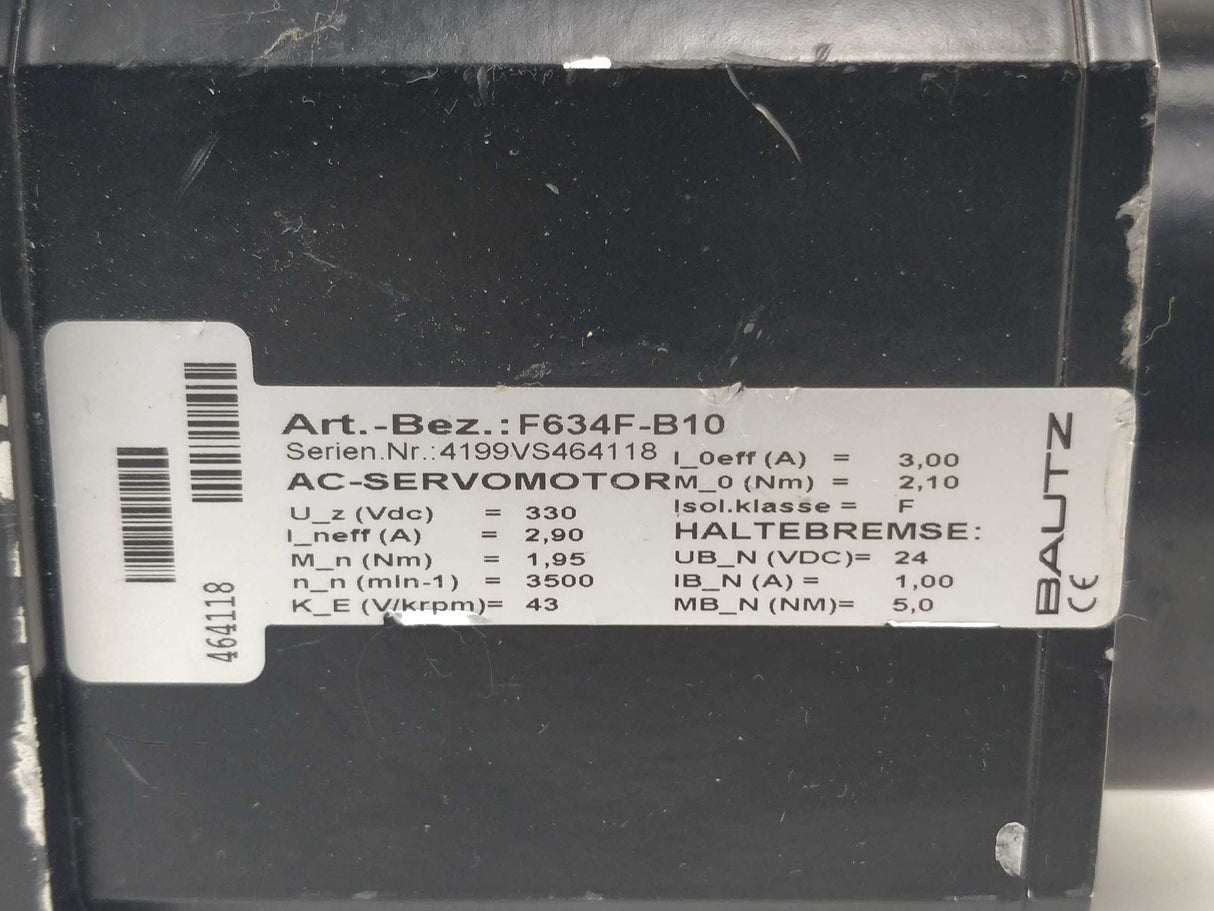 Art.-Bez.:F634F-B10
Serien.Nr.:4199VS464118
AC-SERVOMOTOR
U_z (Vdc) = 330
I_neff (A) = 2,90
M_n (Nm) = 1,95
n_n (min-1) = 3500
K_E (V/krpm)= 43
I_0eff (A) = 3,00
M_0 (Nm) = 2,10
Isol.klasse = F
HALTEBREMSE:
UB_N (VDC)= 24
IB_N (A) = 1,00
MB_N (NM)= 5,0
BAUTZ
CE
464118